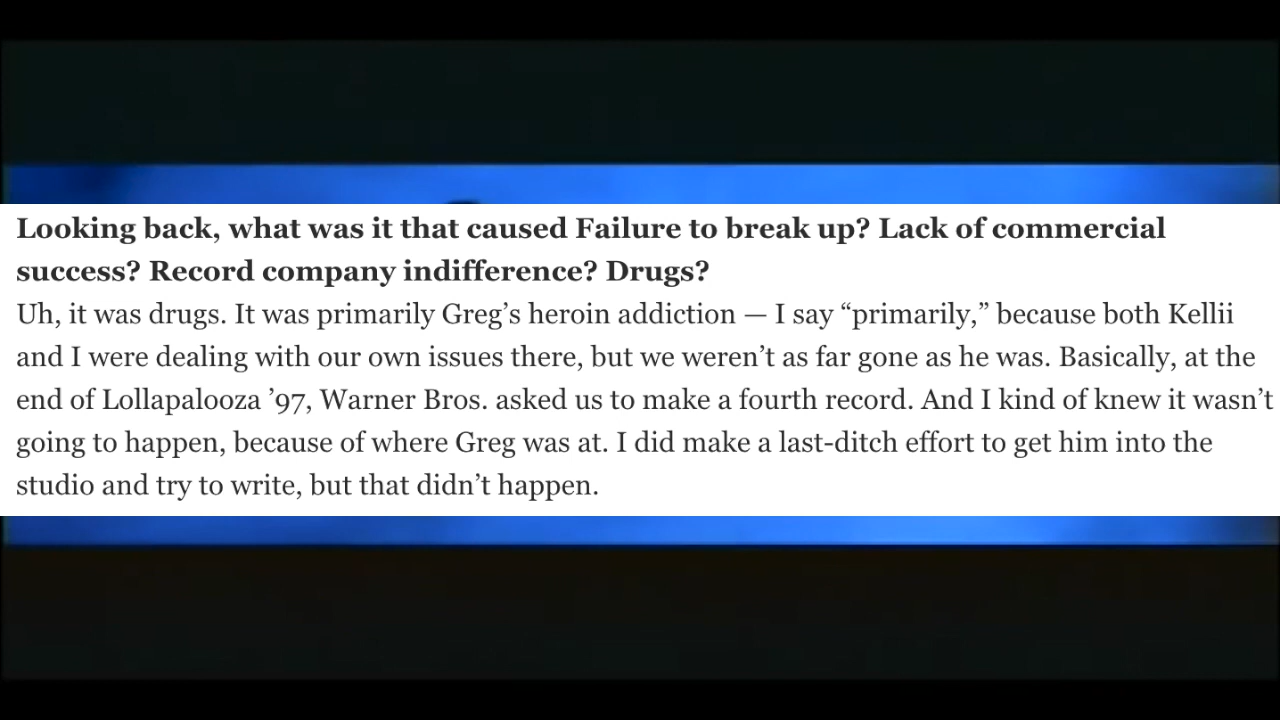 Looking back, what was it that caused Failure to break up? Lack of commercial
success? Record company indifference? Drugs?
Uh, it was drugs. It was primarily Greg’s heroin addiction — I say “primarily,” because both Kellii
and I were dealing with our own issues there, but we weren’t as far gone as he was. Basically, at the
end of Lollapalooza ’97, Warner Bros. asked us to make a fourth record. And I kind of knew it wasn’t
going to happen, because of where Greg was at. I did make a last-ditch effort to get him into the
studio and try to write, but that didn’t happen.